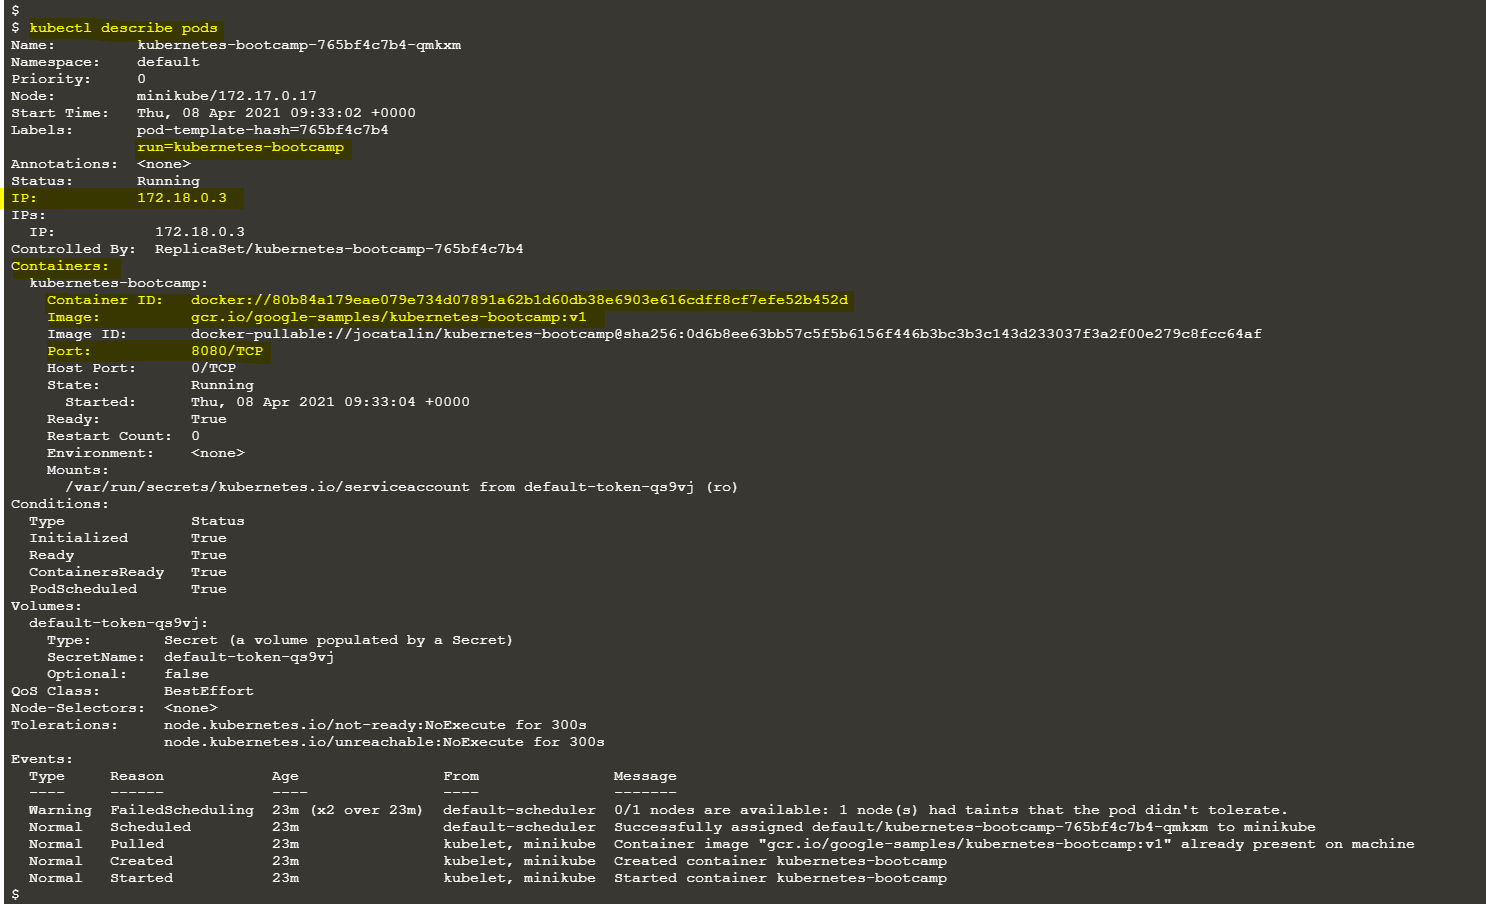 $
$ kubectl describe pods
Name:         kubernetes-bootcamp-765bf4c7b4-qmkxm
Namespace:    default
Priority:     0
Node:         minikube/172.17.0.17
Start Time:   Thu, 08 Apr 2021 09:33:02 +0000
Labels:       pod-template-hash=765bf4c7b4
              run=kubernetes-bootcamp
Annotations:  <none>
Status:       Running
IP:           172.18.0.3
IPs:
  IP:           172.18.0.3
Controlled By:  ReplicaSet/kubernetes-bootcamp-765bf4c7b4
Containers:
  kubernetes-bootcamp:
    Container ID:   docker://80b84a179eae079e734d07891a62b1d60db38e6903e616cdff8cf7efe52b452d
    Image:          gcr.io/google-samples/kubernetes-bootcamp:v1
    Image ID:       docker-pullable://jocatalin/kubernetes-bootcamp@sha256:0d6b8ee63bb57c5f5b6156f446b3bc3b3c143d233037f3a2f00e279c8fcc64af
    Port:           8080/TCP
    Host Port:      0/TCP
    State:          Running
      Started:      Thu, 08 Apr 2021 09:33:04 +0000
    Ready:          True
    Restart Count:  0
    Environment:    <none>
    Mounts:
      /var/run/secrets/kubernetes.io/serviceaccount from default-token-qs9vj (ro)
Conditions:
  Type              Status
  Initialized       True
  Ready             True
  ContainersReady   True
  PodScheduled      True
Volumes:
  default-token-qs9vj:
    Type:        Secret (a volume populated by a Secret)
    SecretName:  default-token-qs9vj
    Optional:    false
QoS Class:       BestEffort
Node-Selectors:  <none>
Tolerations:     node.kubernetes.io/not-ready:NoExecute for 300s
                 node.kubernetes.io/unreachable:NoExecute for 300s
Events:
  Type     Reason            Age                From               Message
  ----     ------            ----               ----               -------
  Warning  FailedScheduling  23m (x2 over 23m)  default-scheduler  0/1 nodes are available: 1 node(s) had taints that the pod didn't tolerate.
  Normal   Scheduled         23m                default-scheduler  Successfully assigned default/kubernetes-bootcamp-765bf4c7b4-qmkxm to minikube
  Normal   Pulled            23m                kubelet, minikube  Container image "gcr.io/google-samples/kubernetes-bootcamp:v1" already present on machine
  Normal   Created           23m                kubelet, minikube  Created container kubernetes-bootcamp
  Normal   Started           23m                kubelet, minikube  Started container kubernetes-bootcamp
$